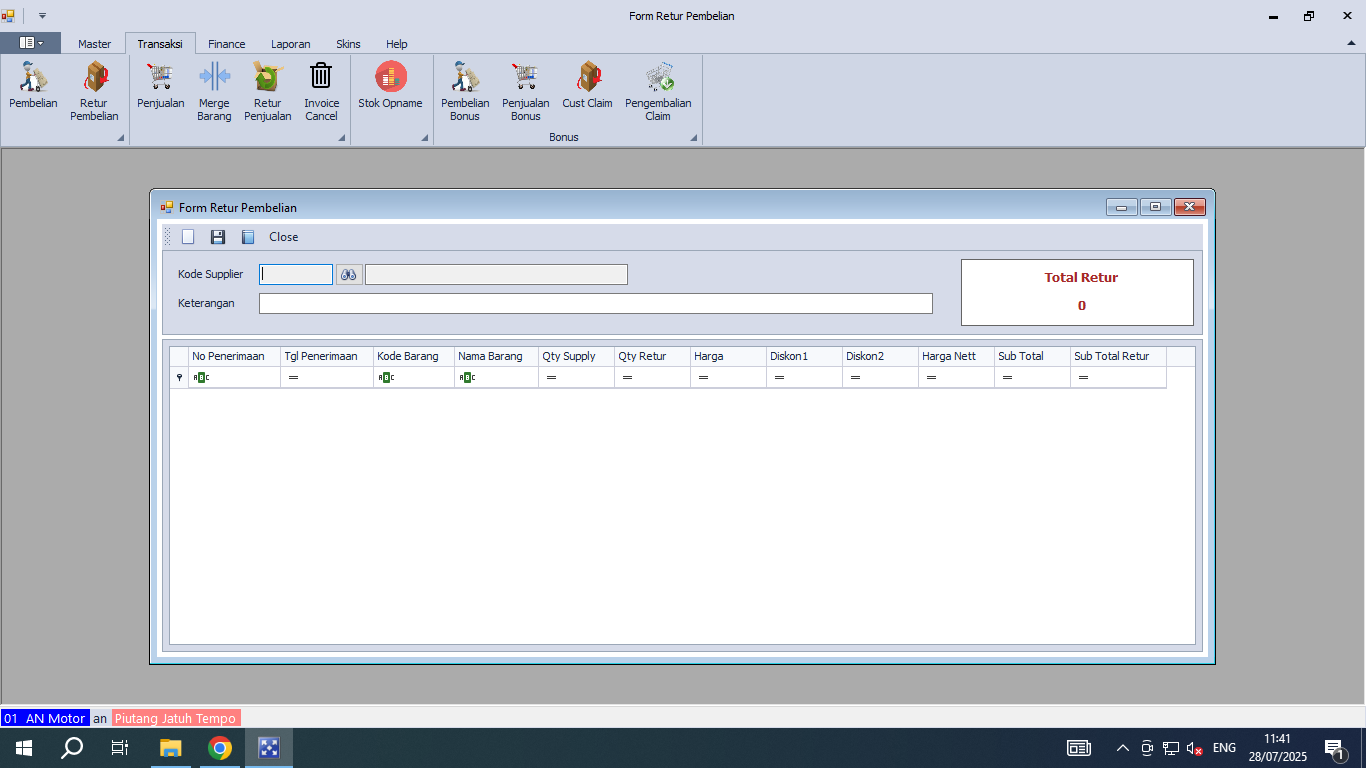 Form Retur Pembelian
Master Transaksi Finance Laporan Skins Help
Pembelian
Retur Pembelian
Penjualan
Merge Barang
Retur Penjualan
Invoice Cancel
Stok Opname
Pembelian Bonus
Penjualan Bonus
Cust Claim
Pengembalian Claim
Bonus
Form Retur Pembelian
Close
Kode Supplier
Keterangan
Total Retur
0
No Penerimaan Tgl Penerimaan Kode Barang Nama Barang Qty Supply Qty Retur Harga Diskon1 Diskon2 Harga Nett Sub Total Sub Total Retur
ABC = ABC ABC = = = = = = = =
01 AN Motor an Piutang Jatuh Tempo
ENG
11:41
28/07/2025
1